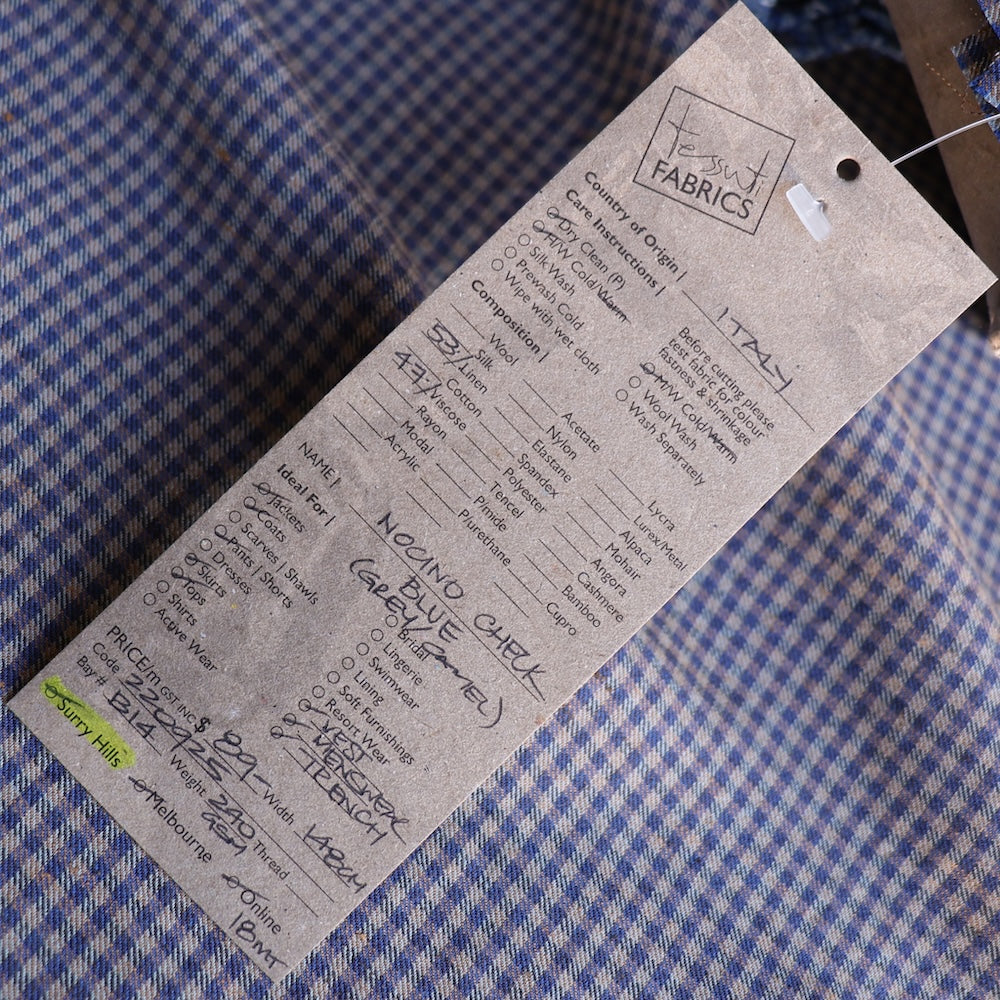 tessuti
FABRICS
Country of Origin | ITALY
Care Instructions |
Dry Clean (P)
H/W Cold/Warm
Silk Wash
Prewash Cold
Wipe with wet cloth
Before cutting please
test fabric for colour
fastness & shrinkage
H/W Cold/Warm
Wool Wash
Wash Separately
Composition |
Wool
Silk
53% Linen
Cotton
47% Viscose
Rayon
Modal
Acrylic
Acetate
Nylon
Elastane
Spandex
Polyester
Tencel
Pimide
Plurethane
Lycra
Lurex/Metal
Alpaca
Mohair
Angora
Cashmere
Bamboo
Cupro
NAME | NOCINO CHECK
BLUE
(GREY/CAMEL)
Ideal For |
Jackets
Coats
Scarves | Shawls
Panks | Shorts
Dresses
Skirts
Tops
Shirts
Active Wear
Bridal
Lingerie
Swimwear
Lining
Soft Furnishings
Resort Wear
VEST
MENSWEAR
TRENCH
PRICE/m GST INC $ 89- Width 148CM
Code 220925 Weight 240 GSM Thread
Bay # B14
Surry Hills Melbourne Online
18MT